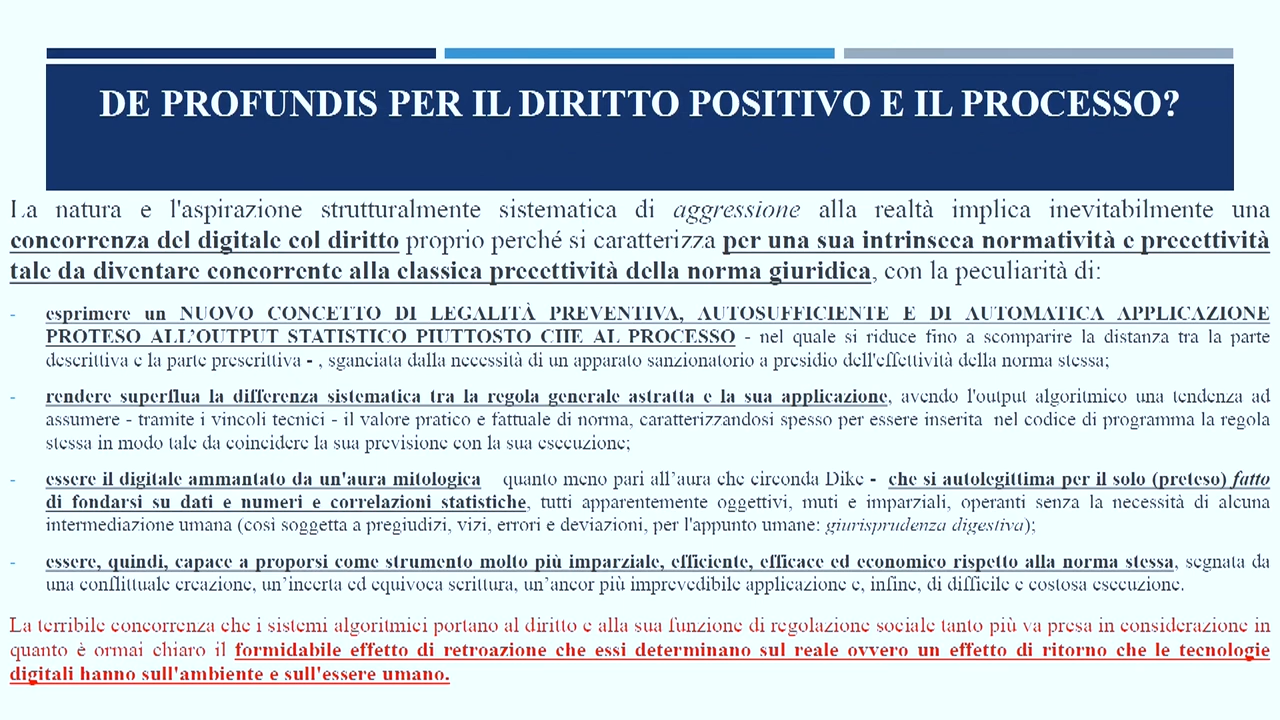 DE PROFUNDIS PER IL DIRITTO POSITIVO E IL PROCESSO?
La natura e l'aspirazione strutturalmente sistematica di aggressione alla realtà implica inevitabilmente una
concorrenza del digitale col diritto proprio perché si caratterizza per una sua intrinseca normatività e precettività
tale da diventare concorrente alla classica precettività della norma giuridica, con la peculiarità di:
- esprimere un NUOVO CONCETTO DI LEGALITÀ PREVENTIVA, AUTOSUFFICIENTE E DI AUTOMATICA APPLICAZIONE
PROTESO ALL'OUTPUT STATISTICO PIUTTOSTO CHE AL PROCESSO - nel quale si riduce fino a scomparire la distanza tra la parte
descrittiva e la parte prescrittiva - , sganciata dalla necessità di un apparato sanzionatorio a presidio dell'effettività della norma stessa;
- rendere superflua la differenza sistematica tra la regola generale astratta e la sua applicazione, avendo l'output algoritmico una tendenza ad
assumere - tramite i vincoli tecnici - il valore pratico e fattuale di norma, caratterizzandosi spesso per essere inserita nel codice di programma la regola
stessa in modo tale da coincidere la sua previsione con la sua esecuzione;
- essere il digitale ammantato da un'aura mitologica quanto meno pari all'aura che circonda Dike - che si autolegittima per il solo (preteso) fatto
di fondarsi su dati e numeri e correlazioni statistiche, tutti apparentemente oggettivi, muti e imparziali, operanti senza la necessità di alcuna
intermediazione umana (così soggetta a pregiudizi, vizi, errori e deviazioni, per l'appunto umane: giurisprudenza digestiva);
- essere, quindi, capace a proporsi come strumento molto più imparziale, efficiente, efficace ed economico rispetto alla norma stessa, segnata da
una conflittuale creazione, un'incerta ed equivoca scrittura, un'ancor più imprevedibile applicazione e, infine, di difficile e costosa esecuzione.
La terribile concorrenza che i sistemi algoritmici portano al diritto e alla sua funzione di regolazione sociale tanto più va presa in considerazione in
quanto è ormai chiaro il formidabile effetto di retroazione che essi determinano sul reale ovvero un effetto di ritorno che le tecnologie
digitali hanno sull'ambiente e sull'essere umano.